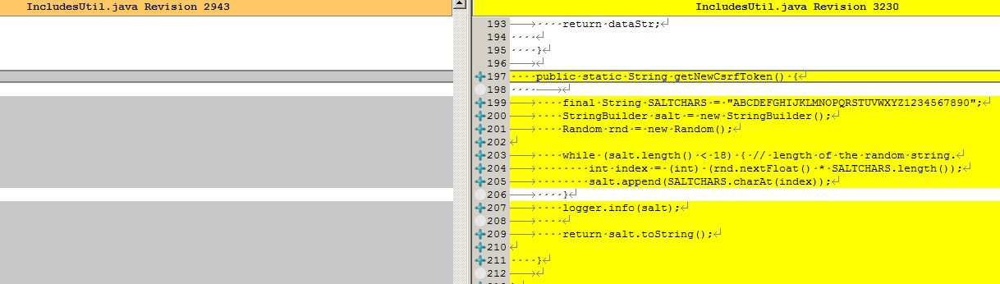 IncludesUtil.java Revision 2943
IncludesUtil.java Revision 3230
193 return dataStr;
194
195 }
196
197 public static String getNewCsrfToken() {
198
199 final String SALTCHARS = "ABCDEFGHIJKLMNOPQRSTUVWXYZ1234567890";
200 StringBuilder salt = new StringBuilder();
201 Random rnd = new Random();
202
203 while (salt.length() < 18) { // length of the random string.
204 int index = (int) (rnd.nextFloat() * SALTCHARS.length());
205 salt.append(SALTCHARS.charAt(index));
206 }
207 logger.info(salt);
208
209 return salt.toString();
210
211 }
212